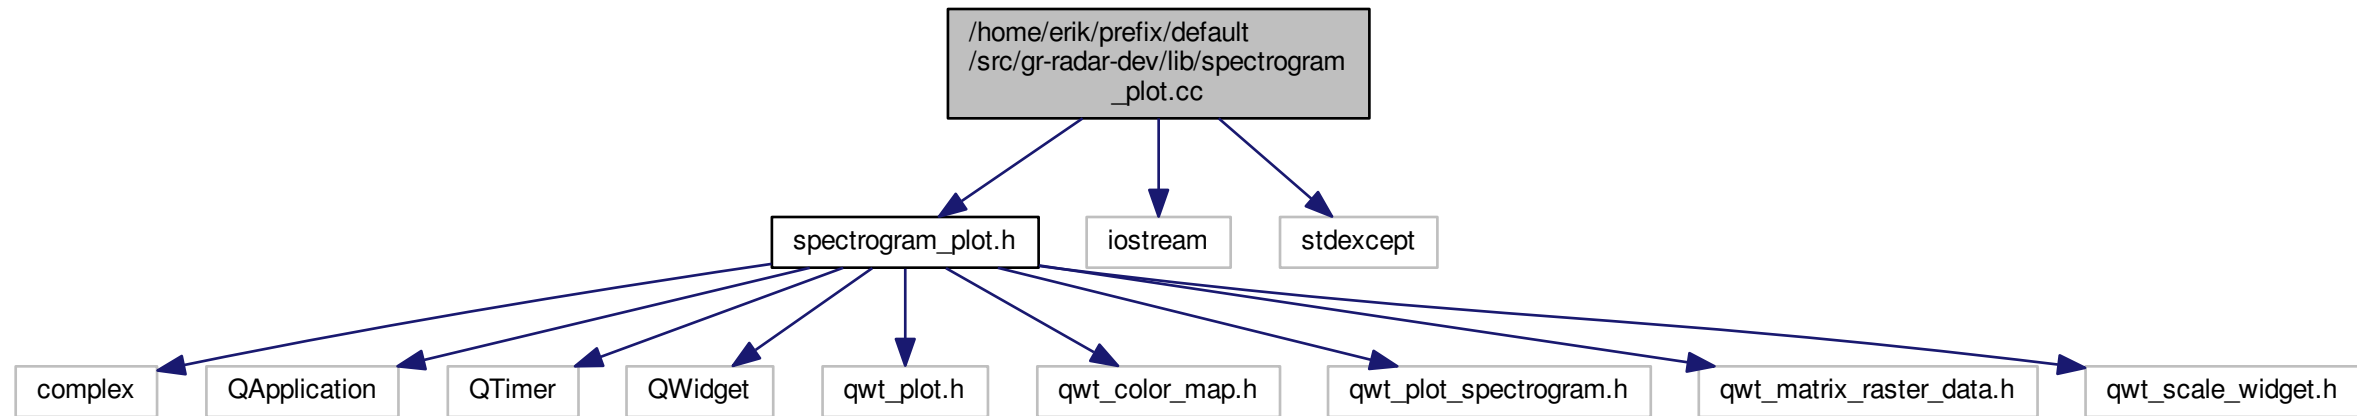 /home/erik/prefix/default
/src/gr-radar-dev/lib/spectrogram
_plot.cc
spectrogram_plot.h
iostream
stdexcept
complex
QApplication
QTimer
QWidget
qwt_plot.h
qwt_color_map.h
qwt_plot_spectrogram.h
qwt_matrix_raster_data.h
qwt_scale_widget.h